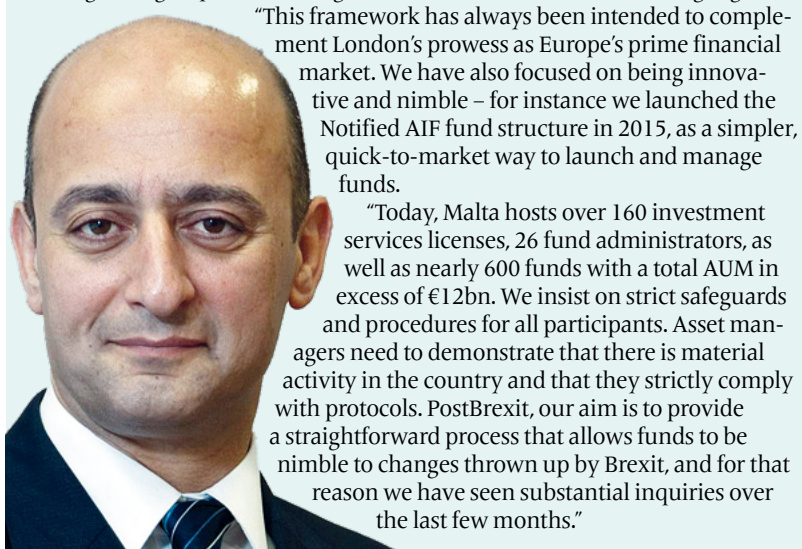 “This framework has always been intended to comple-
ment London’s prowess as Europe’s prime financial
market. We have also focused on being innova-
tive and nimble – for instance we launched the
Notified AIF fund structure in 2015, as a simpler,
quick-to-market way to launch and manage
funds.
“Today, Malta hosts over 160 investment
services licenses, 26 fund administrators, as
well as nearly 600 funds with a total AUM in
excess of €12bn. We insist on strict safeguards
and procedures for all participants. Asset man-
agers need to demonstrate that there is material
activity in the country and that they strictly comply
with protocols. PostBrexit, our aim is to provide
a straightforward process that allows funds to be
nimble to changes thrown up by Brexit, and for that
reason we have seen substantial inquiries over
the last few months.”